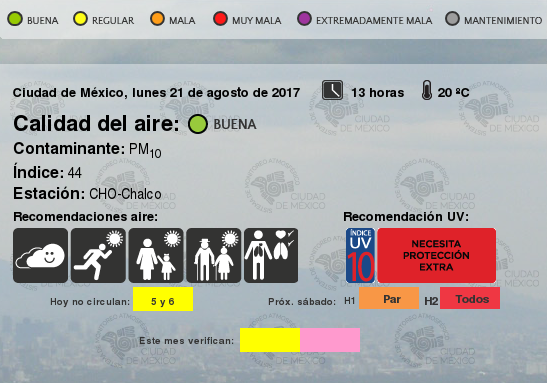 BUENA REGULAR MALA MUY MALA EXTREMADAMENTE MALA MANTENIMIENTO
Ciudad de México, lunes 21 de agosto de 2017 13 horas 20 ºC
Calidad del aire: BUENA
Contaminante: PM10
Índice: 44
Estación: CHO-Chalco
Recomendaciones aire: Recomendación UV:
ÍNDICE
UV
10
NECESITA
PROTECCIÓN
EXTRA
Hoy no circulan: 5 y 6 Próx. sábado: H1 Par H2 Todos
Este mes verifican: